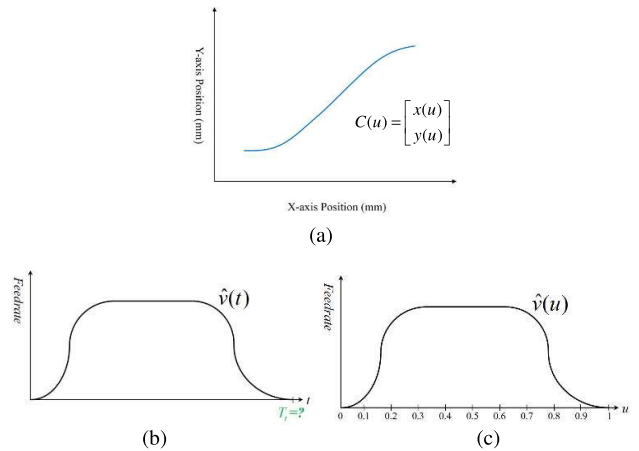 Y-axis Position (mm)
C(u) = [x(u)
y(u)]
X-axis Position (mm)
(a)
Feedrate
v̂(t)
t
T_t=?
(b)
Feedrate
v̂(u)
0 0.1 0.2 0.3 0.4 0.5 0.6 0.7 0.8 0.9 1 u
(c)